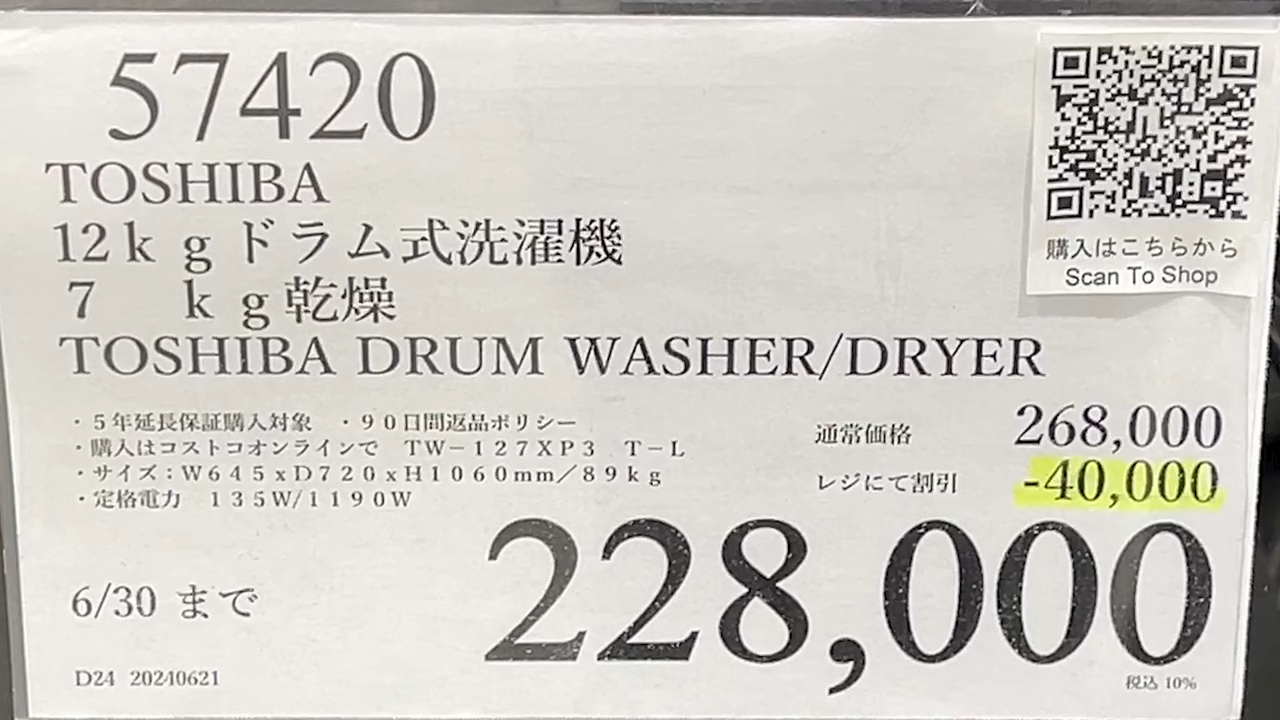 57420
TOSHIBA
12kgドラム式洗濯機
7 kg乾燥
TOSHIBA DRUM WASHER/DRYER
購入はこちらから
Scan To Shop
・5年延長保証購入対象 ・90日間返品ポリシー
・購入はコストコオンラインで TW－127XP3 T－L
・サイズ：W645xD720xH1060mm／89kg
・定格電力 135W/1190W
通常価格 268,000
レジにて割引 -40,000
228,000
6/30 まで
D24 20240621
税込 10%